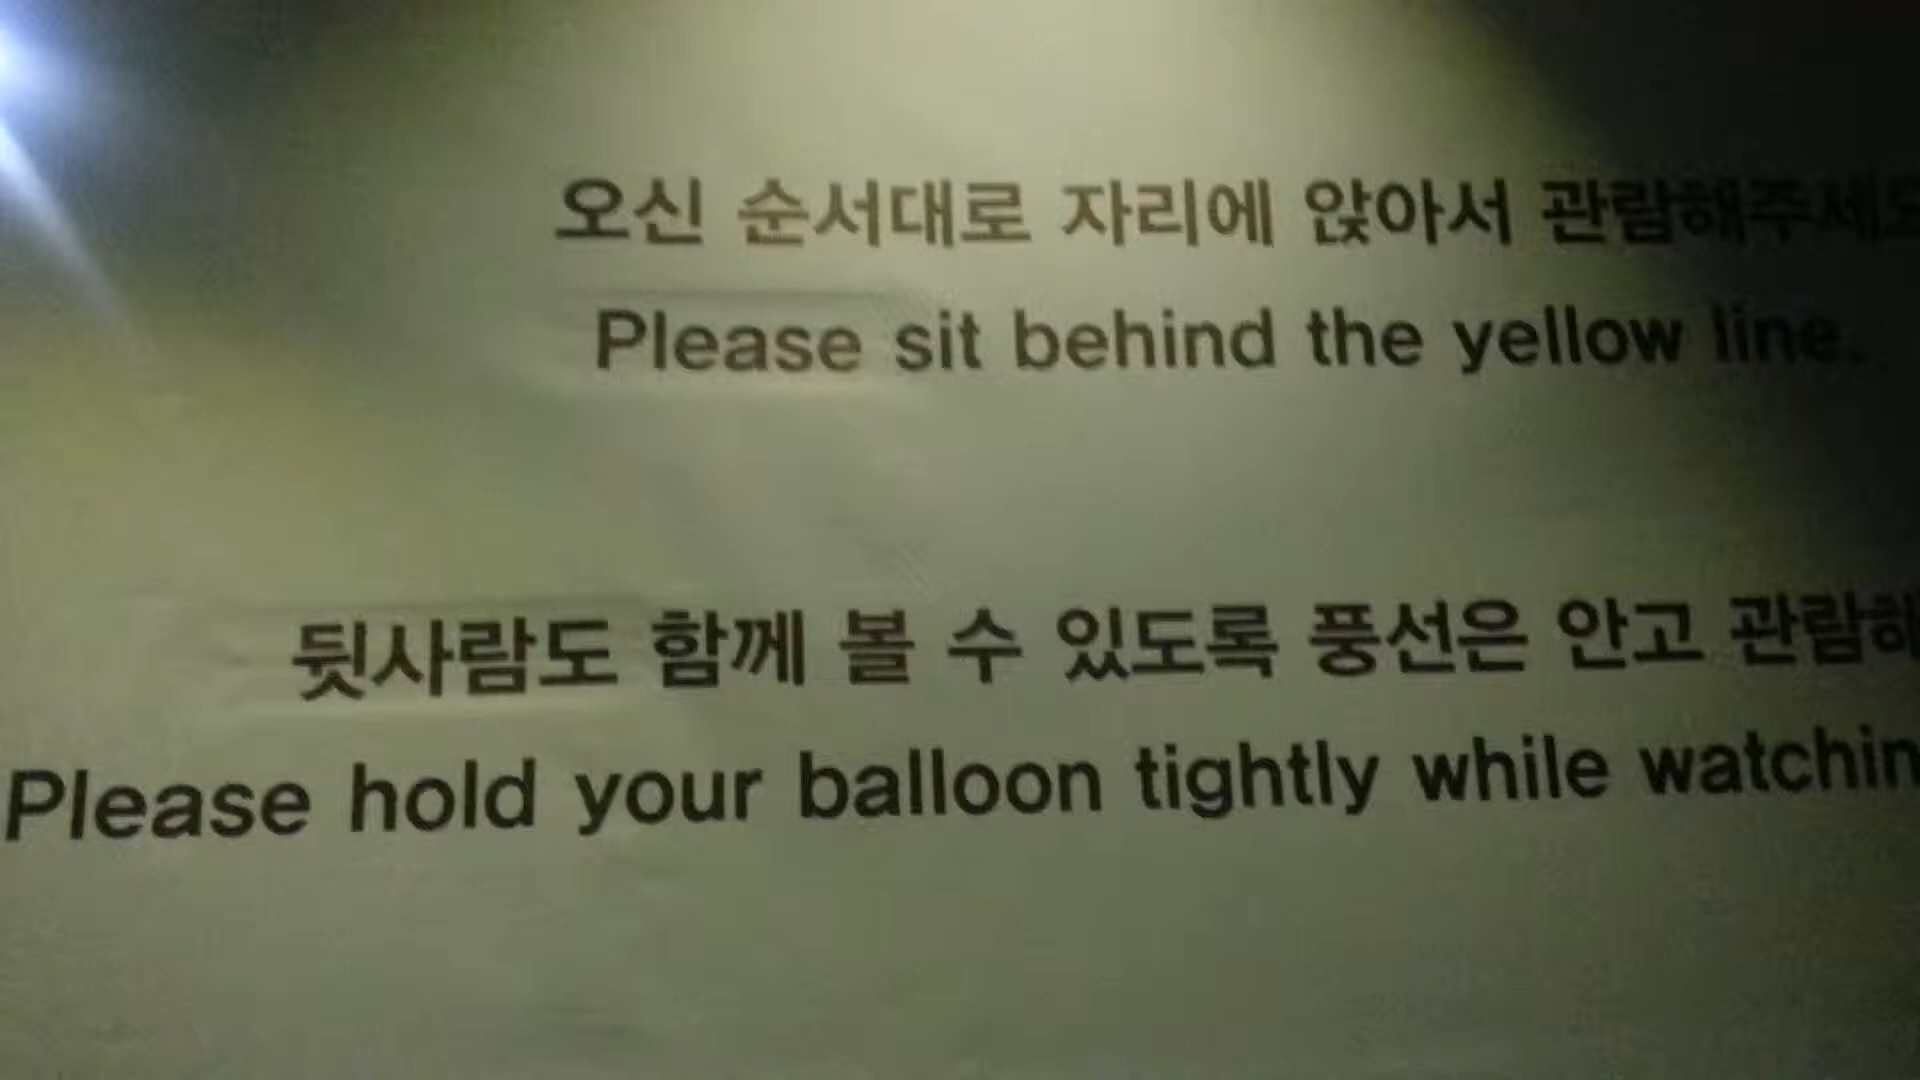 오신 순서대로 자리에 앉아서 관람해주세요
Please sit behind the yellow line.
뒷사람도 함께 볼 수 있도록 풍선은 안고 관람해
Please hold your balloon tightly while watchin